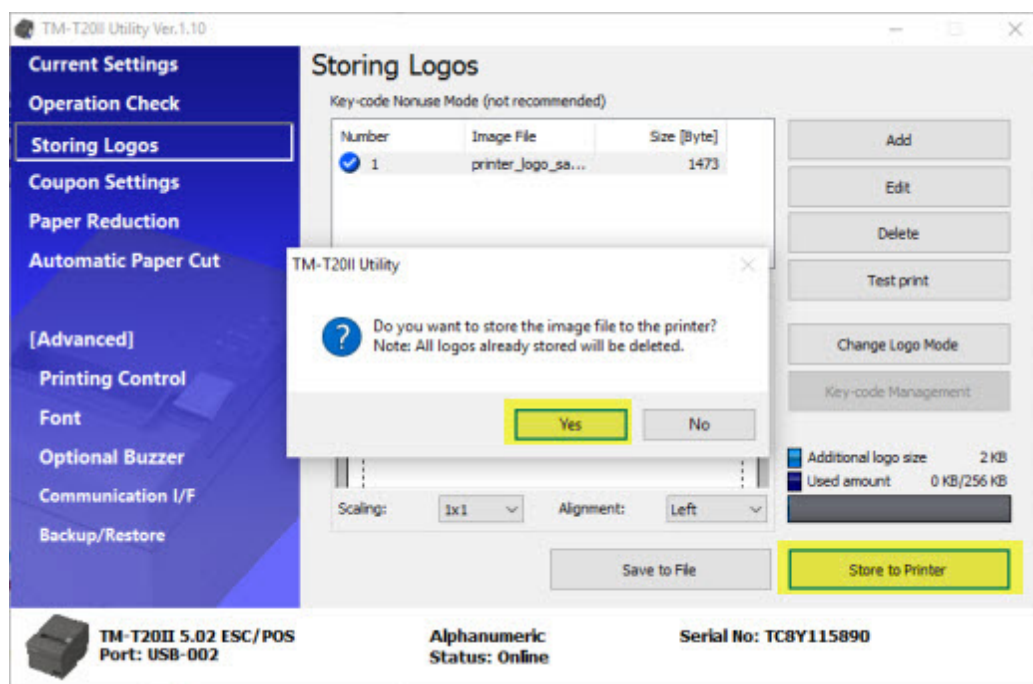 TM-T20II Utility Ver.1.10
Current Settings
Operation Check
Storing Logos
Coupon Settings
Paper Reduction
Automatic Paper Cut
[Advanced]
Printing Control
Font
Optional Buzzer
Communication I/F
Backup/Restore
Storing Logos
Key-code Nonuse Mode (not recommended)
Number Image File Size [Byte]
1 printer_logo_sa... 1473
Add
Edit
Delete
Test print
Change Logo Mode
Key-code Management
Additional logo size 2 KB
Used amount 0 KB/256 KB
TM-T20II Utility
Do you want to store the image file to the printer?
Note: All logos already stored will be deleted.
Yes No
Scaling: 1x1 Alignment: Left
Save to File Store to Printer
TM-T20II 5.02 ESC/POS Alphanumeric Serial No: TC8Y115890
Port: USB-002 Status: Online